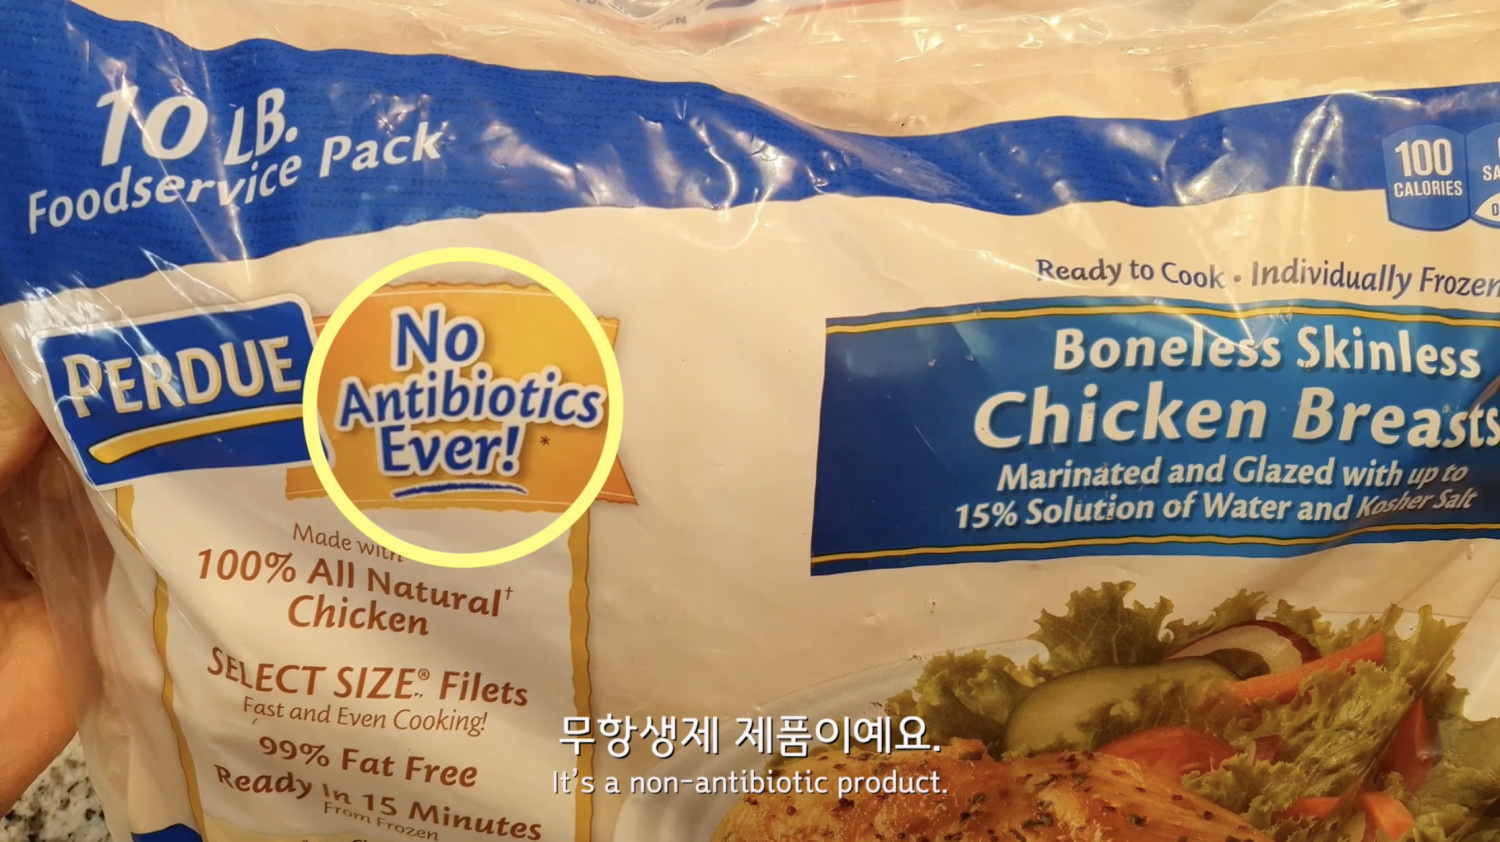 10 LB.
Foodservice Pack
100
CALORIES
PERDUE
No
Antibiotics
Ever!*
Ready to Cook • Individually Frozen
Boneless Skinless
Chicken Breasts
Marinated and Glazed with up to
15% Solution of Water and Kosher Salt
Made with
100% All Natural†
Chicken
SELECT SIZE® Filets
Fast and Even Cooking!
99% Fat Free
Ready In 15 Minutes
From Frozen
무항생제 제품이예요.
It's a non-antibiotic product.